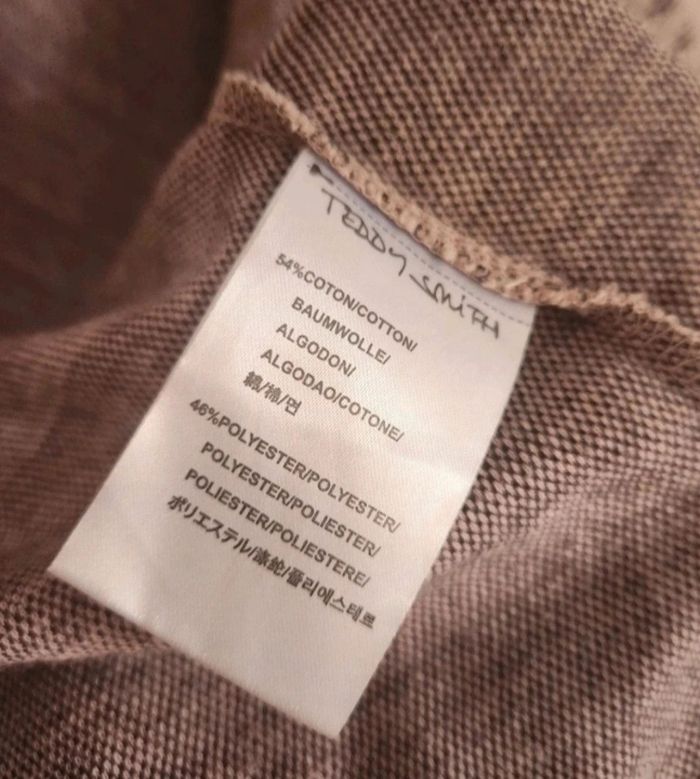 TEDDY SMITH
54%COTON/COTTON/
BAUMWOLLE/
ALGODON/
ALGODAO/COTONE/
綿/棉/면
46%POLYESTER/POLYESTER/
POLYESTER/POLIESTER/
POLIESTER/POLIESTERE/
ポリエステル/涤纶/폴리에스테르